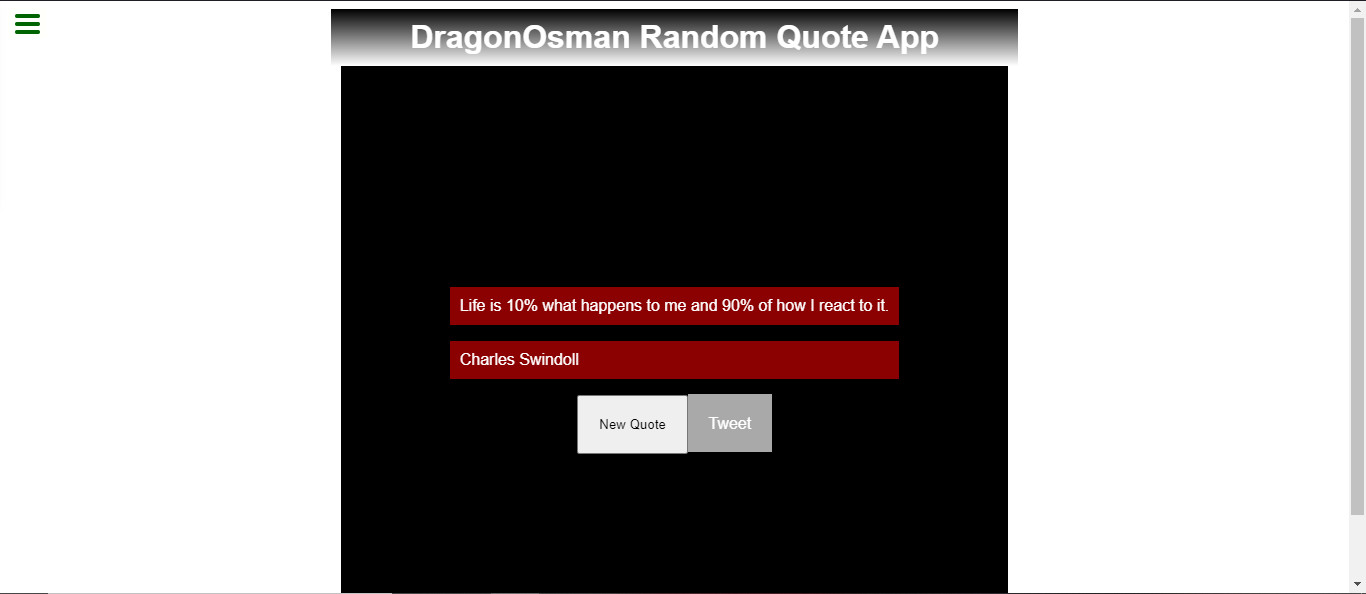 DragonOsman Random Quote App
Life is 10% what happens to me and 90% of how I react to it.
Charles Swindoll
New Quote
Tweet